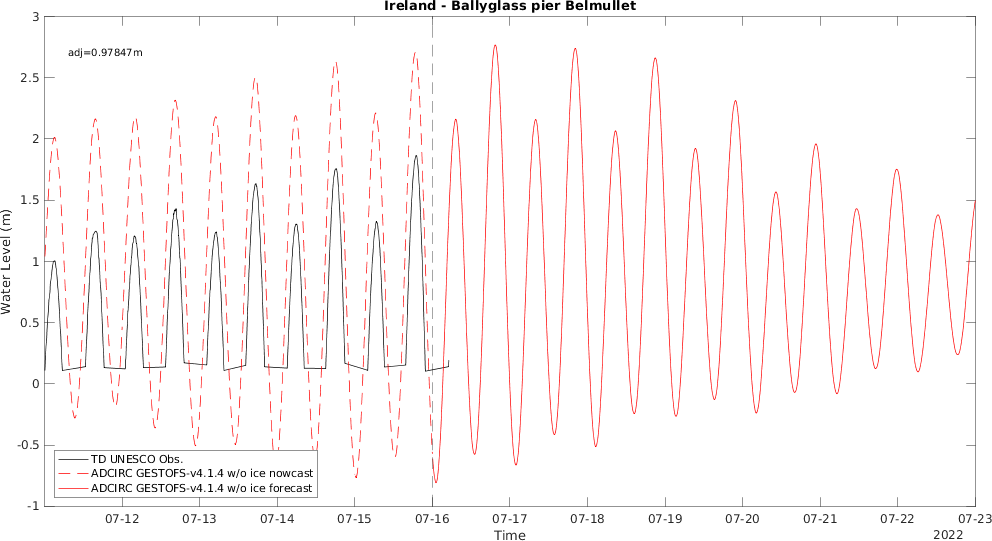 Ireland - Ballyglass pier Belmullet
adj=0.97847m
Water Level (m)
3
2.5
2
1.5
1
0.5
0
-0.5
-1
TD UNESCO Obs.
ADCIRC GESTOFS-v4.1.4 w/o ice nowcast
ADCIRC GESTOFS-v4.1.4 w/o ice forecast
07-12 07-13 07-14 07-15 07-16 07-17 07-18 07-19 07-20 07-21 07-22 07-23
Time
2022